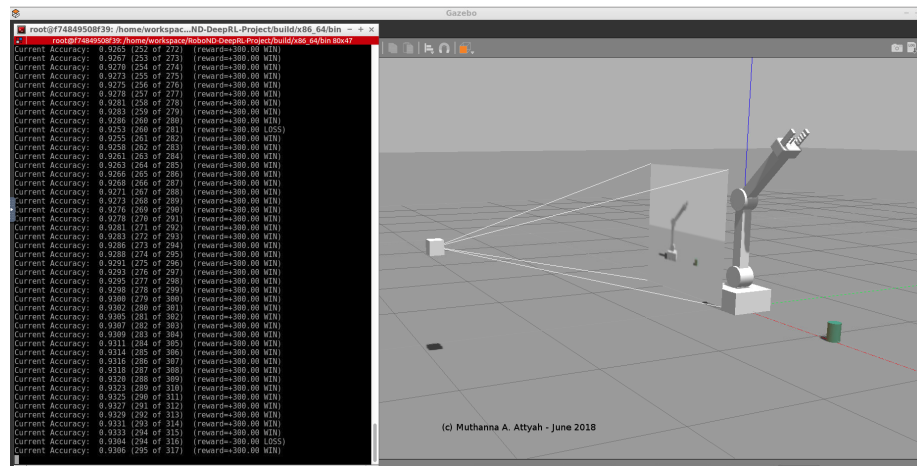 Gazebo
root@f74849508f39: /home/workspac...ND-DeepRL-Project/build/x86_64/bin
root@f74849508f39: /home/workspace/RoboND-DeepRL-Project/build/x86_64/bin 80x47
Current Accuracy: 0.9265 (252 of 272) (reward=+300.00 WIN)
Current Accuracy: 0.9267 (253 of 273) (reward=+300.00 WIN)
Current Accuracy: 0.9270 (254 of 274) (reward=+300.00 WIN)
Current Accuracy: 0.9273 (255 of 275) (reward=+300.00 WIN)
Current Accuracy: 0.9275 (256 of 276) (reward=+300.00 WIN)
Current Accuracy: 0.9278 (257 of 277) (reward=+300.00 WIN)
Current Accuracy: 0.9281 (258 of 278) (reward=+300.00 WIN)
Current Accuracy: 0.9283 (259 of 279) (reward=+300.00 WIN)
Current Accuracy: 0.9286 (260 of 280) (reward=+300.00 WIN)
Current Accuracy: 0.9253 (260 of 281) (reward=-300.00 LOSS)
Current Accuracy: 0.9255 (261 of 282) (reward=+300.00 WIN)
Current Accuracy: 0.9258 (262 of 283) (reward=+300.00 WIN)
Current Accuracy: 0.9261 (263 of 284) (reward=+300.00 WIN)
Current Accuracy: 0.9263 (264 of 285) (reward=+300.00 WIN)
Current Accuracy: 0.9266 (265 of 286) (reward=+300.00 WIN)
Current Accuracy: 0.9268 (266 of 287) (reward=+300.00 WIN)
Current Accuracy: 0.9271 (267 of 288) (reward=+300.00 WIN)
Current Accuracy: 0.9273 (268 of 289) (reward=+300.00 WIN)
Current Accuracy: 0.9276 (269 of 290) (reward=+300.00 WIN)
Current Accuracy: 0.9278 (270 of 291) (reward=+300.00 WIN)
Current Accuracy: 0.9281 (271 of 292) (reward=+300.00 WIN)
Current Accuracy: 0.9283 (272 of 293) (reward=+300.00 WIN)
Current Accuracy: 0.9286 (273 of 294) (reward=+300.00 WIN)
Current Accuracy: 0.9288 (274 of 295) (reward=+300.00 WIN)
Current Accuracy: 0.9291 (275 of 296) (reward=+300.00 WIN)
Current Accuracy: 0.9293 (276 of 297) (reward=+300.00 WIN)
Current Accuracy: 0.9295 (277 of 298) (reward=+300.00 WIN)
Current Accuracy: 0.9298 (278 of 299) (reward=+300.00 WIN)
Current Accuracy: 0.9300 (279 of 300) (reward=+300.00 WIN)
Current Accuracy: 0.9302 (280 of 301) (reward=+300.00 WIN)
Current Accuracy: 0.9305 (281 of 302) (reward=+300.00 WIN)
Current Accuracy: 0.9307 (282 of 303) (reward=+300.00 WIN)
Current Accuracy: 0.9309 (283 of 304) (reward=+300.00 WIN)
Current Accuracy: 0.9311 (284 of 305) (reward=+300.00 WIN)
Current Accuracy: 0.9314 (285 of 306) (reward=+300.00 WIN)
Current Accuracy: 0.9316 (286 of 307) (reward=+300.00 WIN)
Current Accuracy: 0.9318 (287 of 308) (reward=+300.00 WIN)
Current Accuracy: 0.9320 (288 of 309) (reward=+300.00 WIN)
Current Accuracy: 0.9323 (289 of 310) (reward=+300.00 WIN)
Current Accuracy: 0.9325 (290 of 311) (reward=+300.00 WIN)
Current Accuracy: 0.9327 (291 of 312) (reward=+300.00 WIN)
Current Accuracy: 0.9329 (292 of 313) (reward=+300.00 WIN)
Current Accuracy: 0.9331 (293 of 314) (reward=+300.00 WIN)
Current Accuracy: 0.9333 (294 of 315) (reward=+300.00 WIN)
Current Accuracy: 0.9304 (294 of 316) (reward=-300.00 LOSS)
Current Accuracy: 0.9306 (295 of 317) (reward=+300.00 WIN)
(c) Muthanna A. Attyah - June 2018